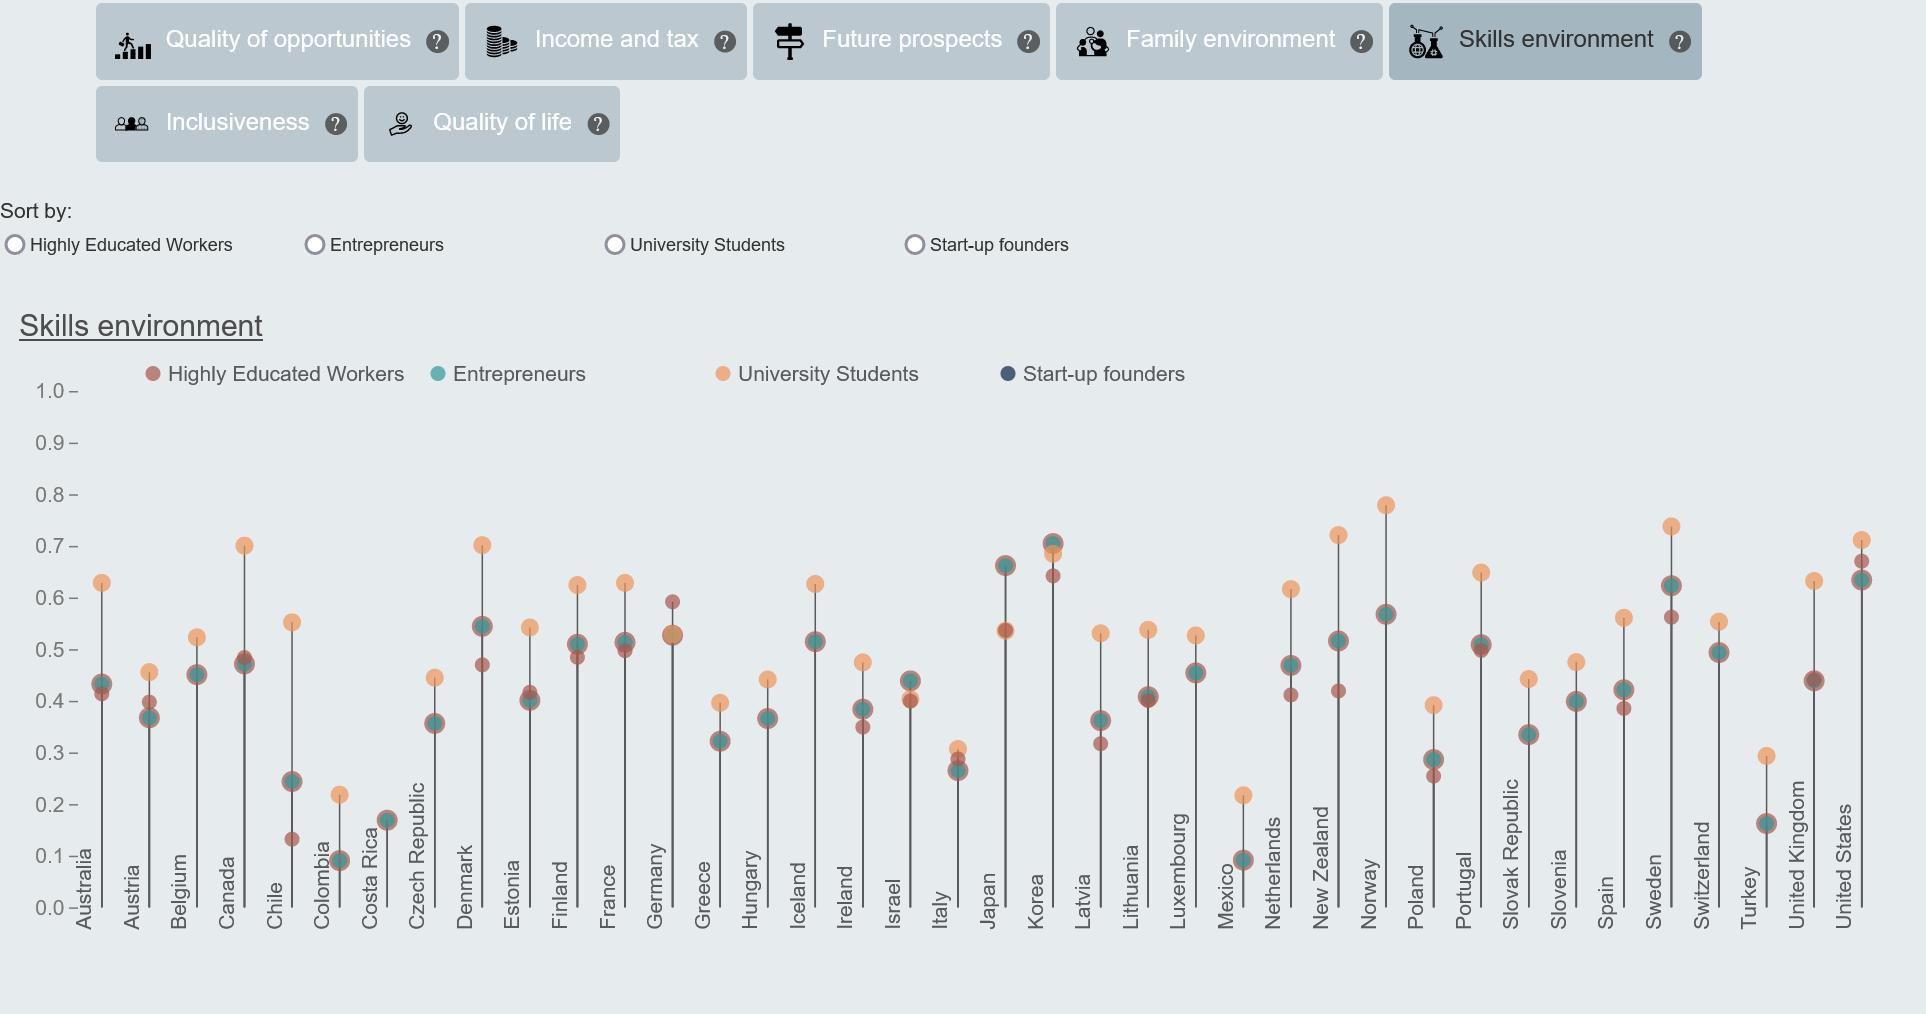 Quality of opportunities ?
Income and tax ?
Future prospects ?
Family environment ?
Skills environment ?
Inclusiveness ?
Quality of life ?
Sort by:
Highly Educated Workers
Entrepreneurs
University Students
Start-up founders
Skills environment
Highly Educated Workers
Entrepreneurs
University Students
Start-up founders
1.0
0.9
0.8
0.7
0.6
0.5
0.4
0.3
0.2
0.1
0.0
Australia
Austria
Belgium
Canada
Chile
Colombia
Costa Rica
Czech Republic
Denmark
Estonia
Finland
France
Germany
Greece
Hungary
Iceland
Ireland
Israel
Italy
Japan
Korea
Latvia
Lithuania
Luxembourg
Mexico
Netherlands
New Zealand
Norway
Poland
Portugal
Slovak Republic
Slovenia
Spain
Sweden
Switzerland
Turkey
United Kingdom
United States